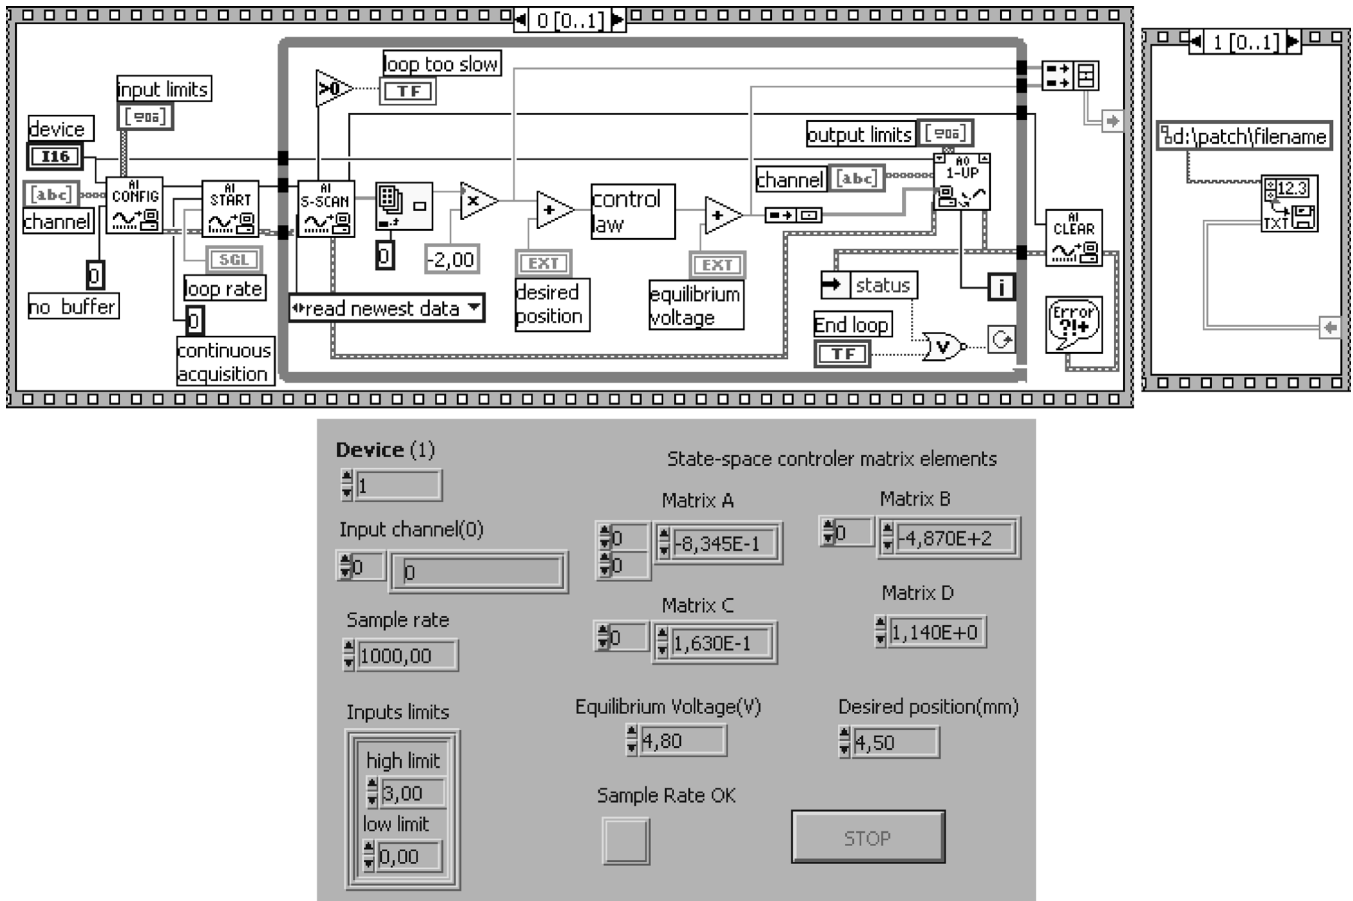 0 [0..1]
1 [0..1]
loop too slow
>0
TF
input limits
device
I16
[abc]
channel
AI
CONFIG
AI
START
AI
S-SCAN
0
no buffer
SGL
loop rate
0
continuous
acquisition
0
x
-2,00
read newest data
+
EXT
desired
position
control
law
+
EXT
equilibrium
voltage
output limits
channel
[abc]
AO
1-UP
status
End loop
TF
V
i
AI
CLEAR
Error
?!+
d:\patch\filename
12.3
TXT
Device (1)
1
Input channel(0)
0
0
Sample rate
1000,00
Inputs limits
high limit
3,00
low limit
0,00
State-space controler matrix elements
Matrix A
0
0
-8,345E-1
Matrix B
0
-4,870E+2
Matrix C
0
1,630E-1
Matrix D
1,140E+0
Equilibrium Voltage(V)
4,80
Desired position(mm)
4,50
Sample Rate OK
STOP